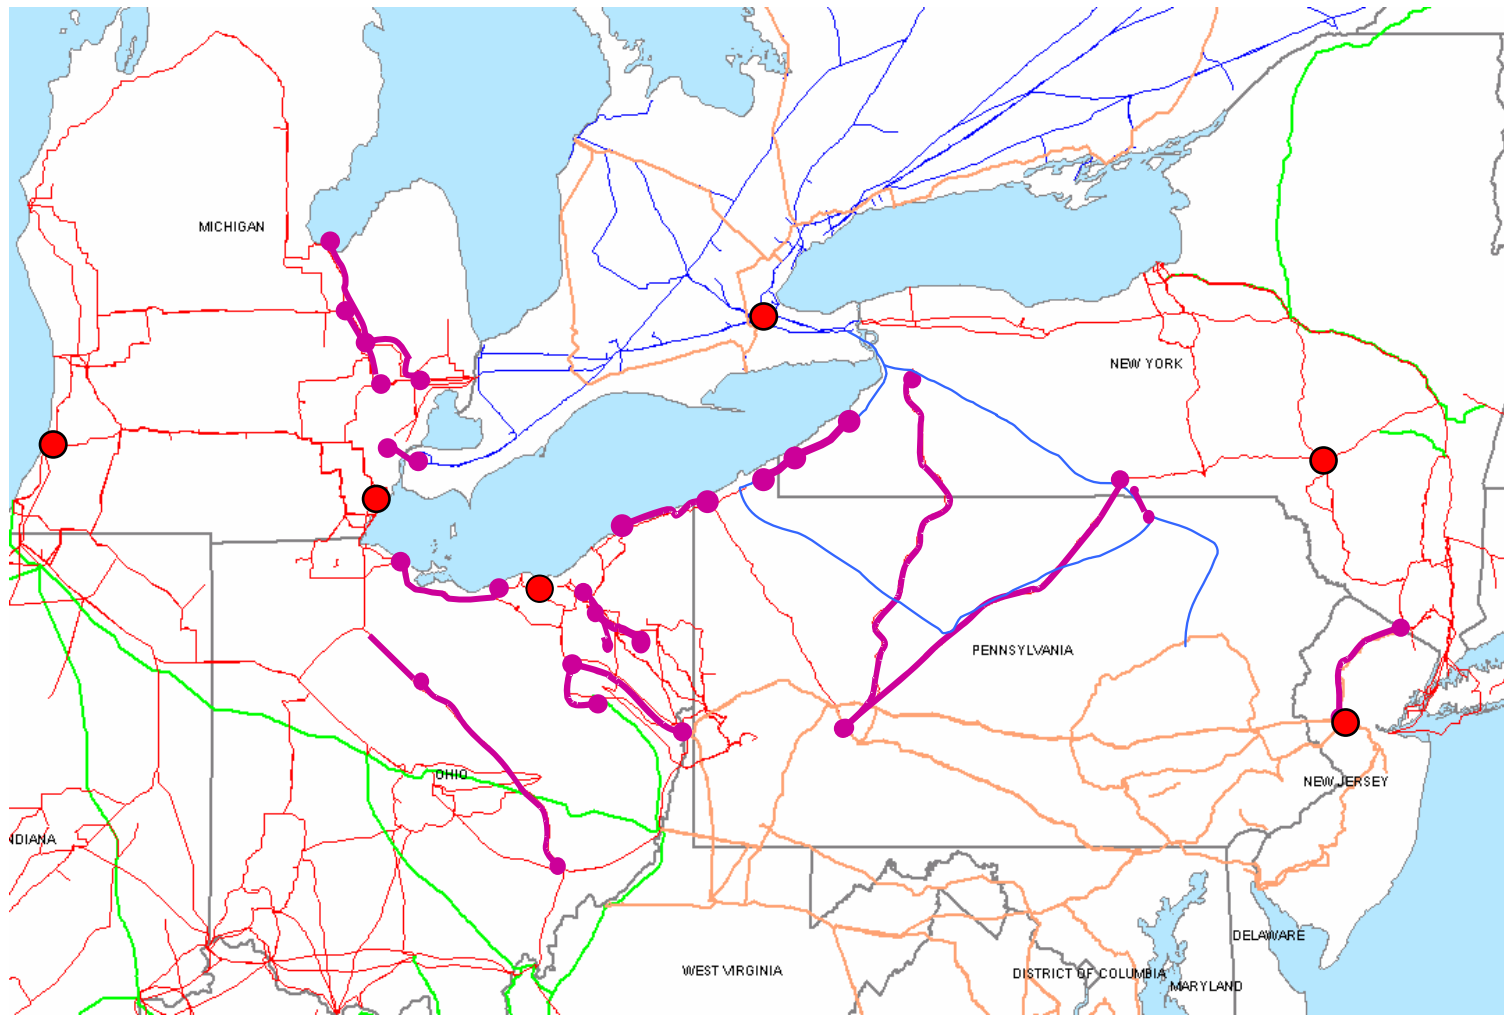 MICHIGAN
NEW YORK
PENNSYLVANIA
OHIO
NEW JERSEY
NDIANA
DELAWARE
WEST VIRGINIA
DISTRICT OF COLUMBIA
MARYLAND